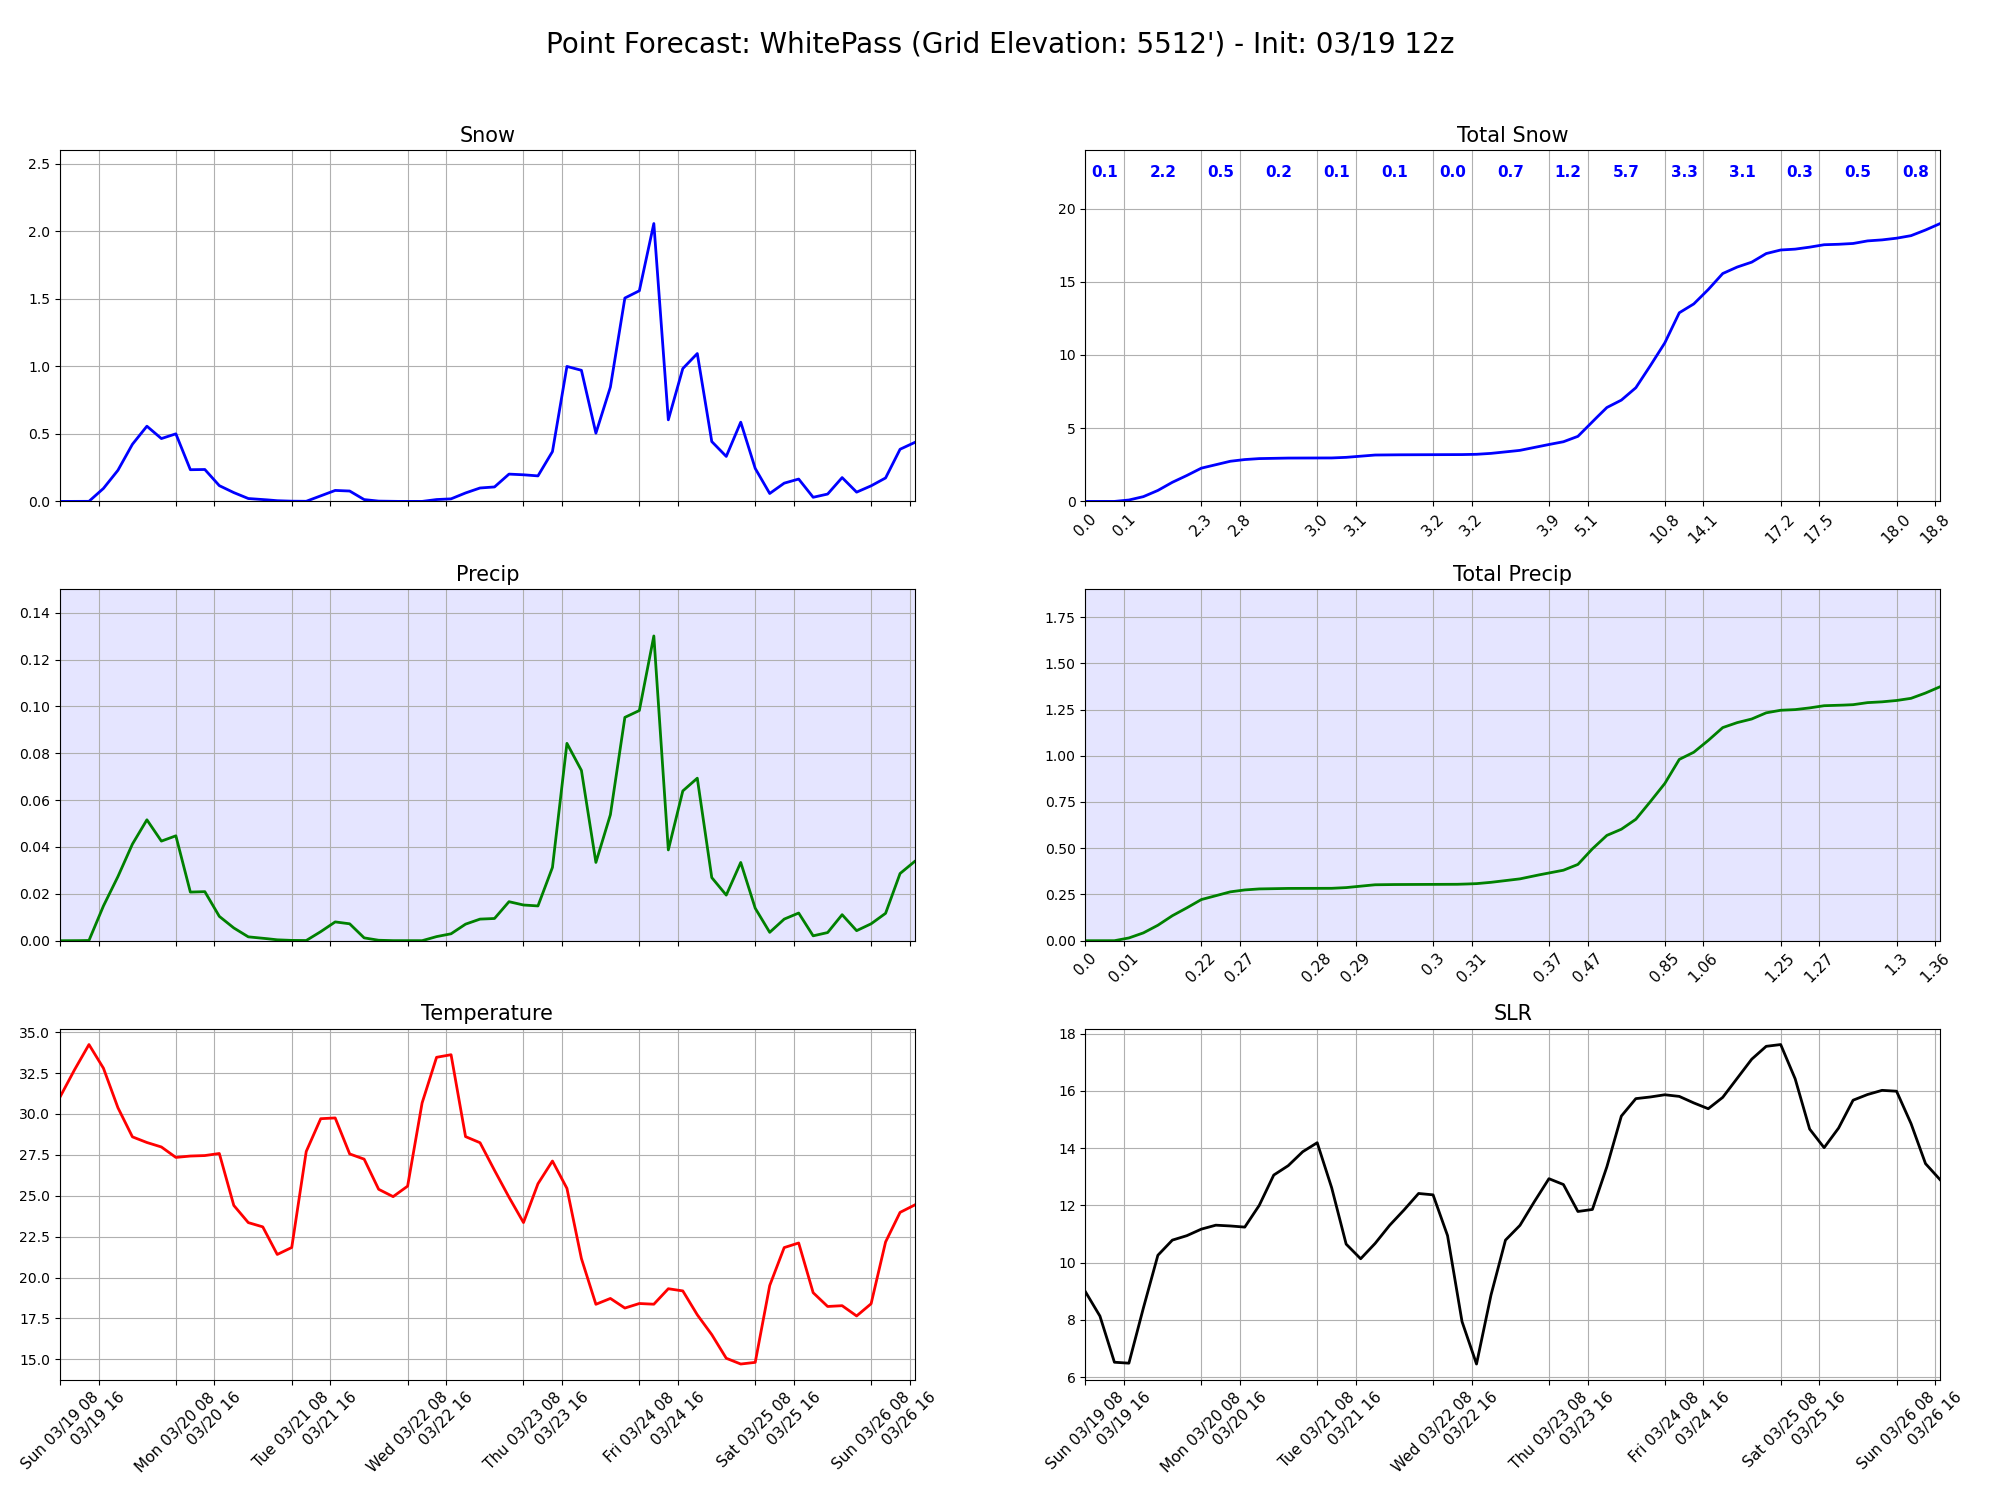 Point Forecast: WhitePass (Grid Elevation: 5512') - Init: 03/19 12z
Snow
2.5
2.0
1.5
1.0
0.5
0.0
Total Snow
0.1 2.2 0.5 0.2 0.1 0.1 0.0 0.7 1.2 5.7 3.3 3.1 0.3 0.5 0.8
20
15
10
5
0
0.0 0.1 2.3 2.8 3.0 3.1 3.2 3.2 3.9 5.1 10.8 14.1 17.2 17.5 18.0 18.8
Precip
0.14
0.12
0.10
0.08
0.06
0.04
0.02
0.00
Total Precip
1.75
1.50
1.25
1.00
0.75
0.50
0.25
0.00
0.0 0.01 0.22 0.27 0.28 0.29 0.3 0.31 0.37 0.47 0.85 1.06 1.25 1.27 1.3 1.36
Temperature
35.0
32.5
30.0
27.5
25.0
22.5
20.0
17.5
15.0
Sun 03/19 08
03/19 16
Mon 03/20 08
03/20 16
Tue 03/21 08
03/21 16
Wed 03/22 08
03/22 16
Thu 03/23 08
03/23 16
Fri 03/24 08
03/24 16
Sat 03/25 08
03/25 16
Sun 03/26 08
03/26 16
SLR
18
16
14
12
10
8
6
Sun 03/19 08
03/19 16
Mon 03/20 08
03/20 16
Tue 03/21 08
03/21 16
Wed 03/22 08
03/22 16
Thu 03/23 08
03/23 16
Fri 03/24 08
03/24 16
Sat 03/25 08
03/25 16
Sun 03/26 08
03/26 16